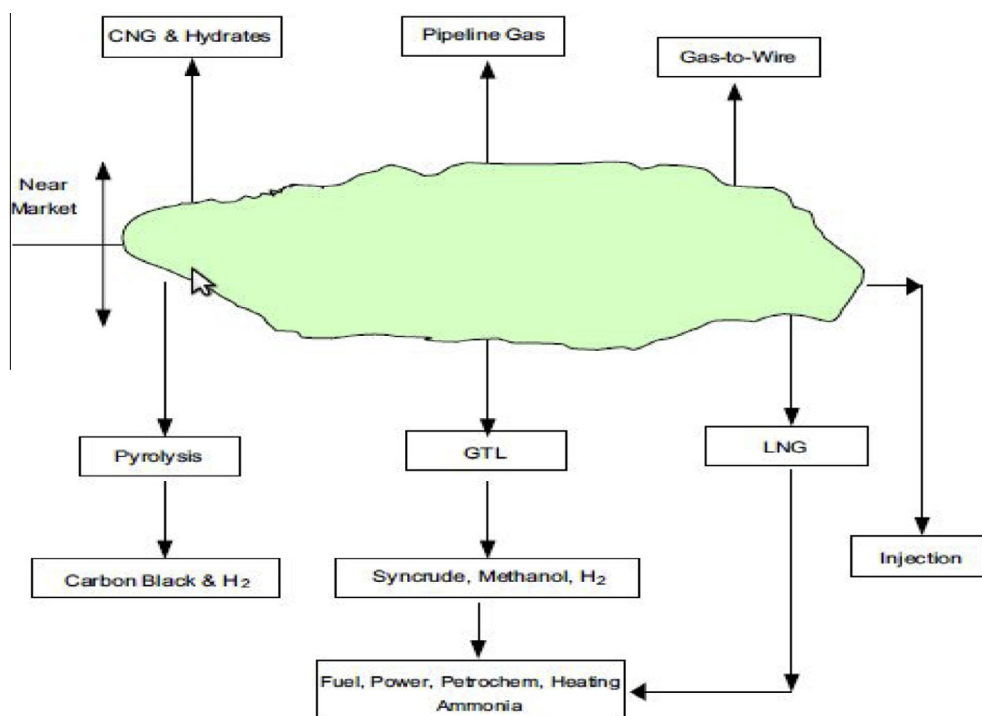 CNG & Hydrates
Pipeline Gas
Gas-to-Wire
Near
Market
Pyrolysis
GTL
LNG
Injection
Carbon Black & H2
Syncrude, Methanol, H2
Fuel, Power, Petrochem, Heating
Ammonia